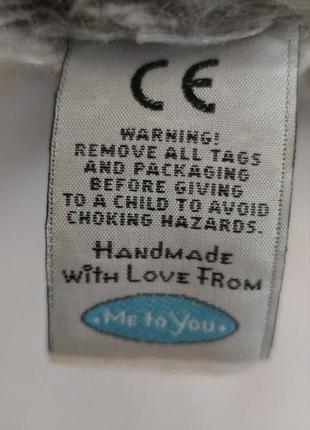 CE
WARNING!
REMOVE ALL TAGS
AND PACKAGING
BEFORE GIVING
TO A CHILD TO AVOID
CHOKING HAZARDS.
HANDMADE
WITH LOVE FROM
• ME TO YOU •